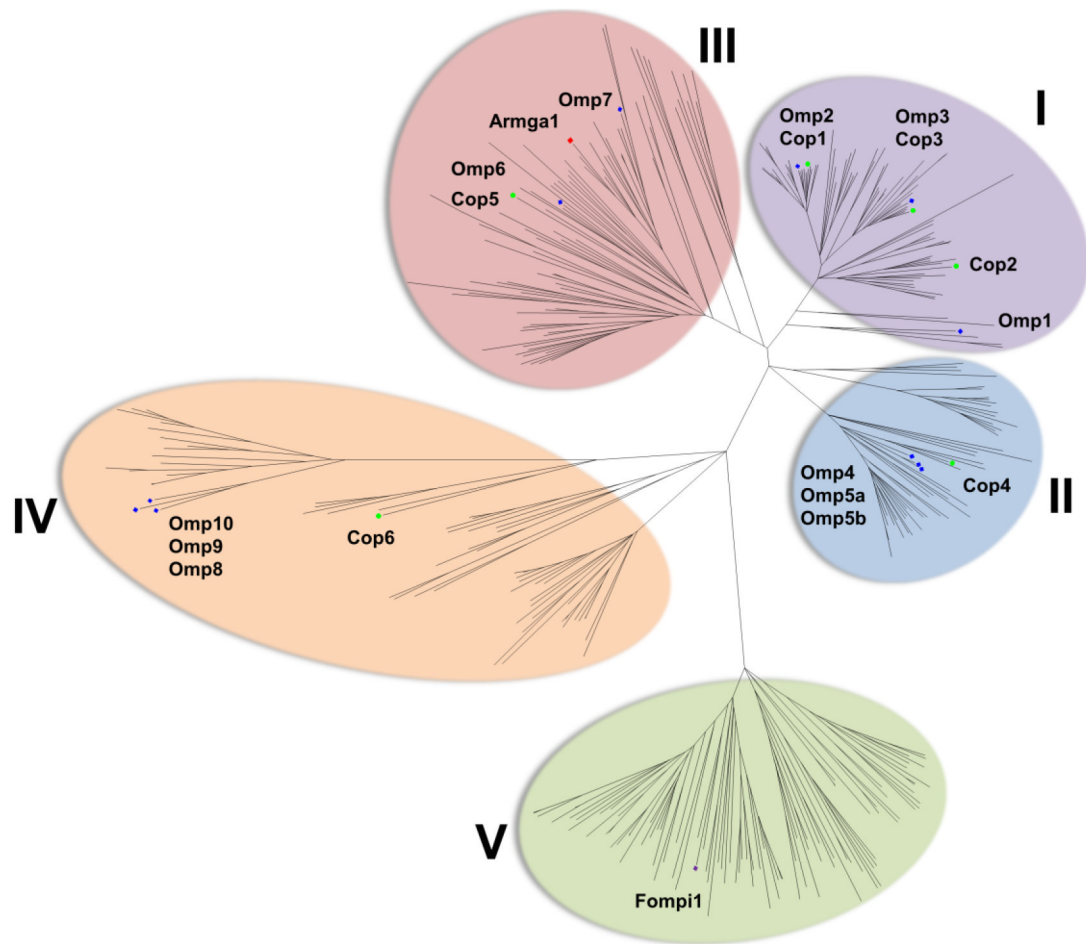 III
I
Omp7
Armga1
Omp6
Cop5
Omp2
Cop1
Omp3
Cop3
Cop2
Omp1
IV
Omp10
Omp9
Omp8
Cop6
Omp4
Omp5a
Omp5b
Cop4
II
V
Fompi1